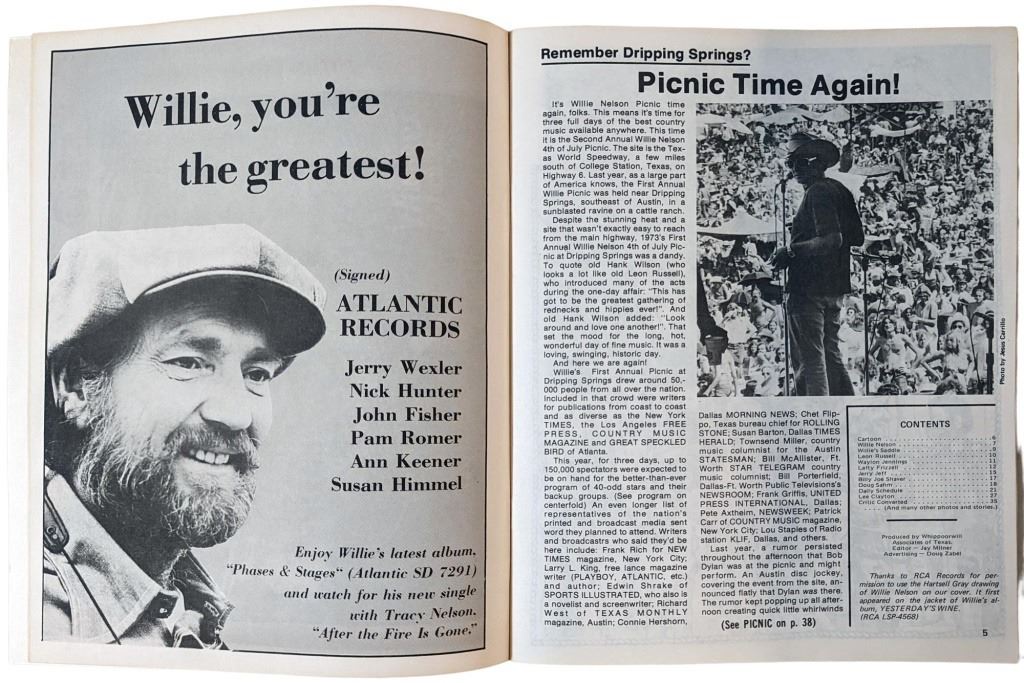 Willie, you're
the greatest!
(Signed)
ATLANTIC
RECORDS
Jerry Wexler
Nick Hunter
John Fisher
Pam Romer
Ann Keener
Susan Himmel
Enjoy Willie's latest album,
"Phases & Stages" (Atlantic SD 7291)
and watch for his new single
with Tracy Nelson,
"After the Fire Is Gone."
Remember Dripping Springs?
Picnic Time Again!
It's Willie Nelson Picnic time
again, folks. This means it's time for
three full days of the best country
music available anywhere. This time
it is the Second Annual Willie Nelson
4th of July Picnic. The site is the Tex-
as World Speedway, a few miles
south of College Station, Texas, on
Highway 6. Last year, as a large part
of America knows, the First Annual
Willie Picnic was held near Dripping
Springs, southeast of Austin, in a
sunblasted ravine on a cattle ranch.
Despite the stunning heat and a
site that wasn't exactly easy to reach
from the main highway, 1973's First
Annual Willie Nelson 4th of July Pic-
nic at Dripping Springs was a dandy.
To quote old Hank Wilson (who
looks a lot like old Leon Russell),
who introduced many of the acts
during the one-day affair: "This has
got to be the greatest gathering of
rednecks and hippies ever!". And
old Hank Wilson added: "Look
around and love one another!". That
set the mood for the long, hot,
wonderful day of fine music. It was a
loving, swinging, historic day.
And here we are again!
Willie's First Annual Picnic at
Dripping Springs drew around 50,-
000 people from all over the nation.
Included in that crowd were writers
for publications from coast to coast
and as diverse as the New York
TIMES, the Los Angeles FREE
PRESS, COUNTRY MUSIC
MAGAZINE and GREAT SPECKLED
BIRD of Atlanta.
This year, for three days, up to
150,000 spectators were expected to
be on hand for the better-than-ever
program of 40-odd stars and their
backup groups. (See program on
centerfold) An even longer list of
representatives of the nation's
printed and broadcast media sent
word they planned to attend. Writers
and broadcasts who said they'd be
here include: Frank Rich for NEW
TIMES magazine, New York City;
Larry L. King, free lance magazine
writer (PLAYBOY, ATLANTIC, etc.)
and author; Edwin Shrake of
SPORTS ILLUSTRATED, who also is
a novelist and screenwriter; Richard
West of TEXAS MONTHLY
magazine, Austin; Connie Hershorn,
Photo by Jess Carrillo
Dallas MORNING NEWS; Chet Flip-
po, Texas bureau chief for ROLLING
STONE; Susan Barton, Dallas TIMES
HERALD; Townsend Miller, country
music columnist for the Austin
STATESMAN; Bill McAllister, Ft.
Worth STAR TELEGRAM country
music columnist; Bill Porterfield,
Dallas-Ft. Worth Public Televisions's
NEWSROOM; Frank Griffis, UNITED
PRESS INTERNATIONAL, Dallas;
Pete Axtheim, NEWSWEEK; Patrick
Carr of COUNTRY MUSIC magazine,
New York City; Lou Staples of Radio
station KLIF, Dallas, and others.
Last year, a rumor persisted
throughout the afternoon that Bob
Dylan was at the picnic and might
perform. An Austin disc jockey,
covering the event from the site, an-
nounced flatly that Dylan was there.
The rumor kept popping up all after-
noon creating quick little whirlwinds
(See PICNIC on p. 38)
CONTENTS
Cartoon
Willie Nelson
Willie's Saddle
Leon Russell
Waylon Jennings
Lefty Frizzell
Jerry Jeff
Billy Joe Shaver
Doug Sahm
Daily Schedule
Lee Clayton
Critic Converted
(And many other photos and stories.)
Produced by Whippoorwill
Associates of Texas.
Editor — Jay Milner
Advertising — Doug Zabel
Thanks to RCA Records for per-
mission to use the Hartsell Gray drawing
of Willie Nelson on our cover. It first
appeared on the jacket of Willie's al-
bum, YESTERDAY'S WINE.
(RCA LSP-4568)
5